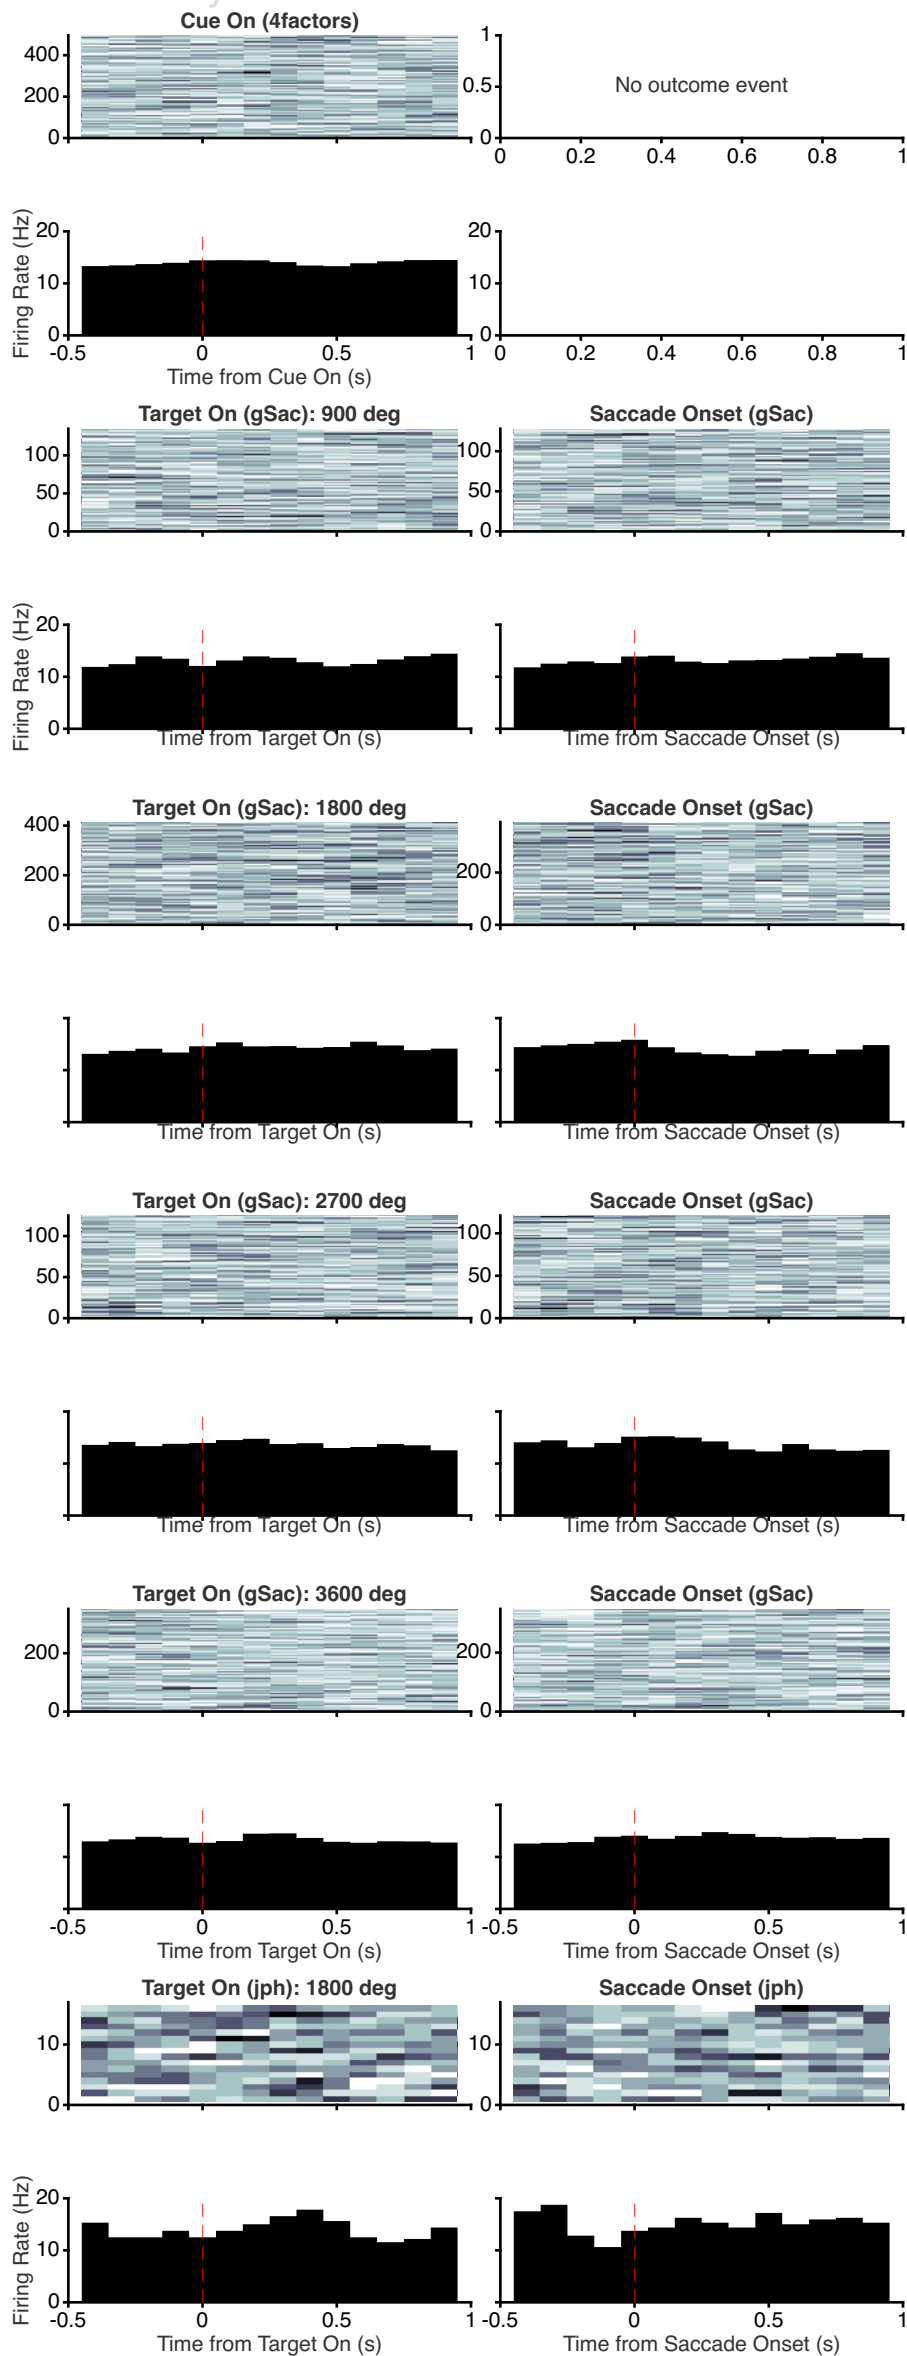 Cue On (4factors)
400
200
0
1
0.5
0
No outcome event
0 0.2 0.4 0.6 0.8 1
Firing Rate (Hz)
20
10
0
-0.5 0 0.5 1
Time from Cue On (s)
20
10
0
0 0.2 0.4 0.6 0.8 1
Target On (gSac): 900 deg
100
50
0
Saccade Onset (gSac)
100
50
0
Firing Rate (Hz)
20
10
0
Time from Target On (s)
Time from Saccade Onset (s)
Target On (gSac): 1800 deg
400
200
0
Saccade Onset (gSac)
200
0
Time from Target On (s)
Time from Saccade Onset (s)
Target On (gSac): 2700 deg
100
50
0
Saccade Onset (gSac)
100
50
0
Time from Target On (s)
Time from Saccade Onset (s)
Target On (gSac): 3600 deg
200
0
Saccade Onset (gSac)
200
0
-0.5 0 0.5 1
Time from Target On (s)
-0.5 0 0.5 1
Time from Saccade Onset (s)
Target On (jph): 1800 deg
10
0
Saccade Onset (jph)
10
0
Firing Rate (Hz)
20
10
0
-0.5 0 0.5 1
Time from Target On (s)
20
10
0
-0.5 0 0.5 1
Time from Saccade Onset (s)